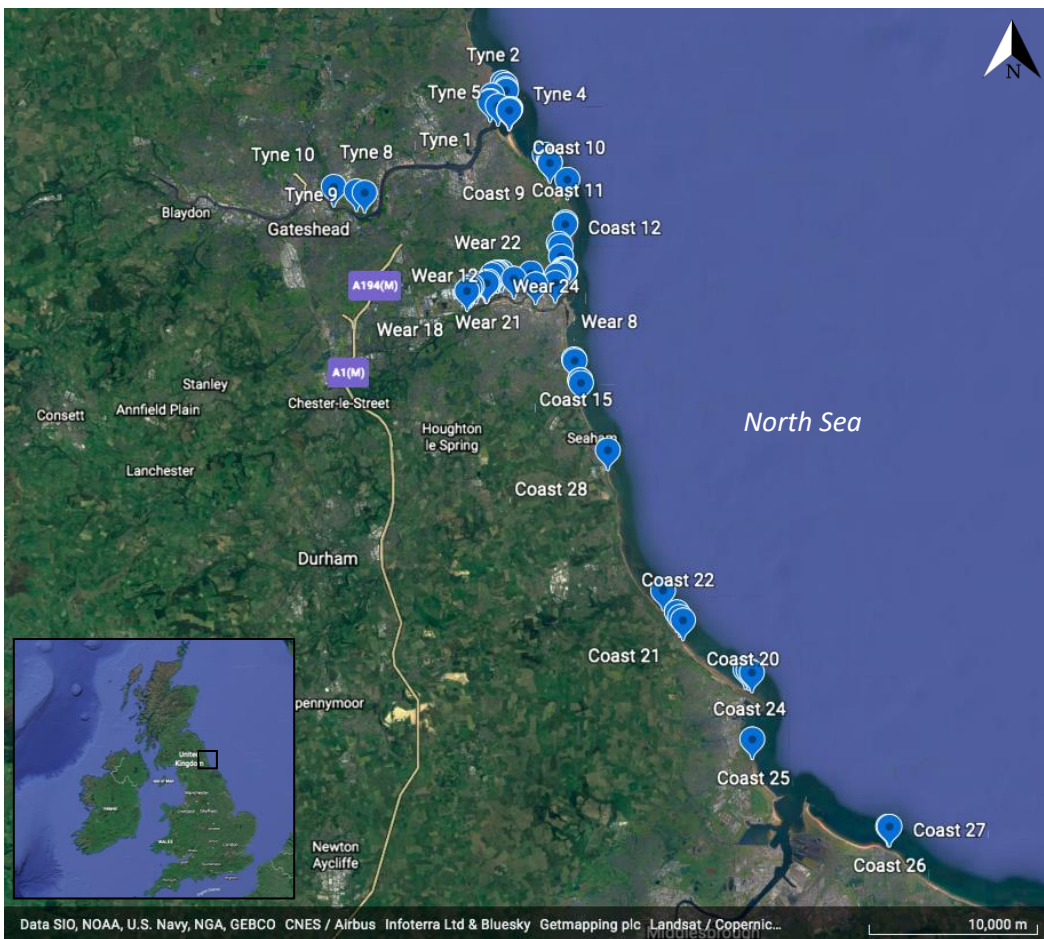 N
Tyne 2
Tyne 5
Tyne 4
Tyne 1
Tyne 10
Tyne 8
Coast 10
Tyne 9
Coast 9
Coast 11
Blaydon
Gateshead
Coast 12
Wear 22
Wear 12
Wear 24
A194(M)
Wear 18
Wear 21
Wear 8
A1(M)
Stanley
Consett
Annfield Plain
Chester-le-Street
Coast 15
North Sea
Houghton
le Spring
Seaham
Lanchester
Coast 28
Durham
Coast 22
Coast 21
Coast 20
pennymoor
Coast 24
United
Kingdom
Coast 25
Newton
Aycliffe
Coast 27
Coast 26
Data SIO, NOAA, U.S. Navy, NGA, GEBCO CNES / Airbus Infoterra Ltd & Bluesky Getmapping plc Landsat / Copernic...
10,000 m
Middlesbrough